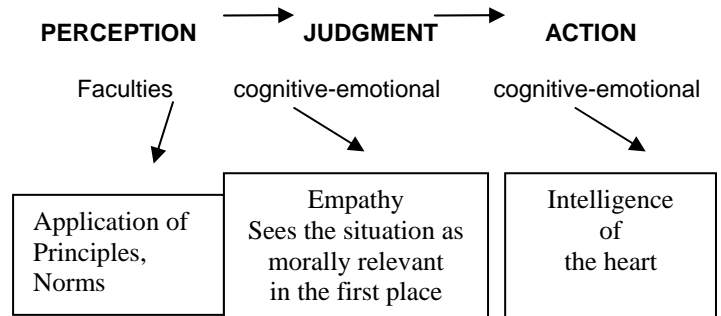 PERCEPTION JUDGMENT ACTION
Faculties cognitive-emotional cognitive-emotional
Application of
Principles,
Norms
Empathy
Sees the situation as
morally relevant
in the first place
Intelligence
of
the heart